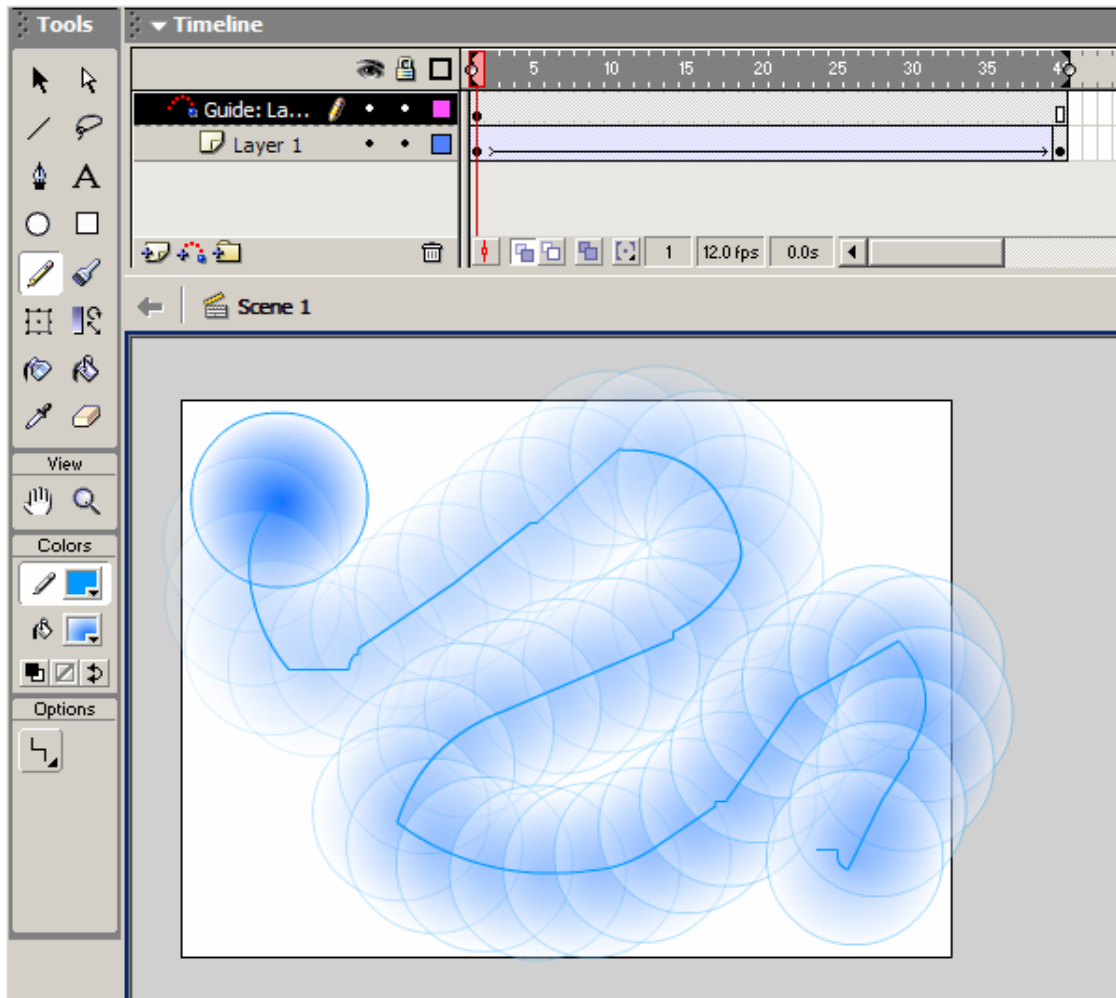 Tools
Timeline
5 10 15 20 25 30 35 4
Guide: La...
Layer 1
A
1 12.0 fps 0.0s
Scene 1
View
Colors
Options